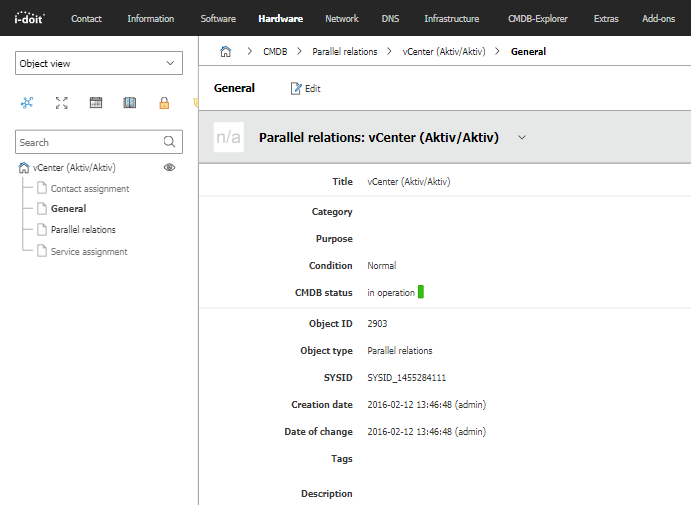 i-doit Contact Information Software Hardware Network DNS Infrastructure CMDB-Explorer Extras Add-ons
Object view
CMDB Parallel relations vCenter (Aktiv/Aktiv) General
General Edit
n/a Parallel relations: vCenter (Aktiv/Aktiv)
Search
vCenter (Aktiv/Aktiv)
Contact assignment
General
Parallel relations
Service assignment
Title vCenter (Aktiv/Aktiv)
Category
Purpose
Condition Normal
CMDB status in operation
Object ID 2903
Object type Parallel relations
SYSID SYSID_1455284111
Creation date 2016-02-12 13:46:48 (admin)
Date of change 2016-02-12 13:46:48 (admin)
Tags
Description